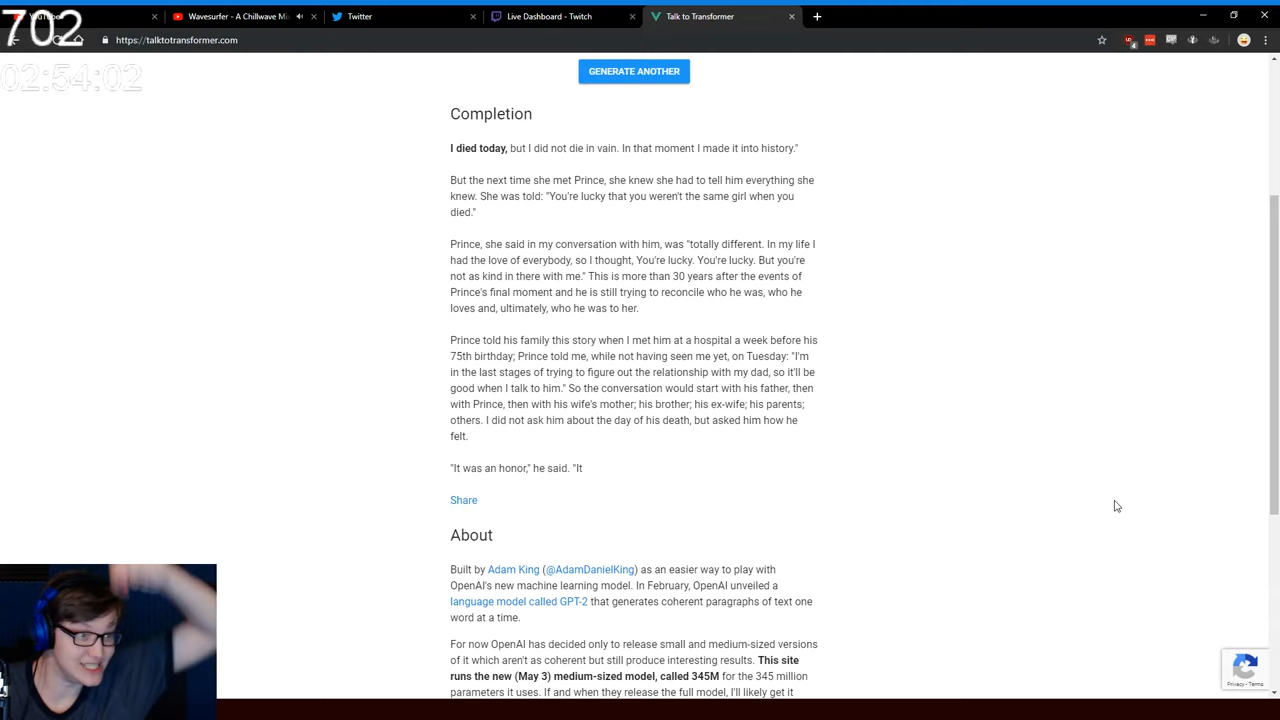 702
Wavesurfer - A Chillwave Mi
Twitter
Live Dashboard - Twitch
Talk to Transformer
https://talktotransformer.com
02:54:02
GENERATE ANOTHER
Completion
I died today, but I did not die in vain. In that moment I made it into history."
But the next time she met Prince, she knew she had to tell him everything she
knew. She was told: "You're lucky that you weren't the same girl when you
died."
Prince, she said in my conversation with him, was "totally different. In my life I
had the love of everybody, so I thought, You're lucky. You're lucky. But you're
not as kind in there with me." This is more than 30 years after the events of
Prince's final moment and he is still trying to reconcile who he was, who he
loves and, ultimately, who he was to her.
Prince told his family this story when I met him at a hospital a week before his
75th birthday; Prince told me, while not having seen me yet, on Tuesday: "I'm
in the last stages of trying to figure out the relationship with my dad, so it'll be
good when I talk to him." So the conversation would start with his father, then
with Prince, then with his wife's mother; his brother; his ex-wife; his parents;
others. I did not ask him about the day of his death, but asked him how he
felt.
"It was an honor," he said. "It
Share
About
Built by Adam King (@AdamDanielKing) as an easier way to play with
OpenAI's new machine learning model. In February, OpenAI unveiled a
language model called GPT-2 that generates coherent paragraphs of text one
word at a time.
For now OpenAI has decided only to release small and medium-sized versions
of it which aren't as coherent but still produce interesting results. This site
runs the new (May 3) medium-sized model, called 345M for the 345 million
parameters it uses. If and when they release the full model, I'll likely get it
Privacy - Terms